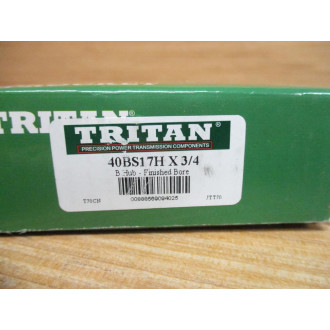 TRITAN
TRITAN
PRECISION POWER TRANSMISSION COMPONENTS
40BS17H X 3/4
B Hub - Finished Bore